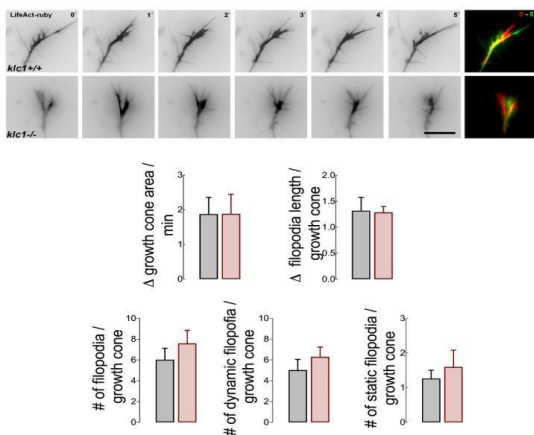 LifeAct-ruby 0´ 1´ 2´ 3´ 4´ 5´ 0´-5´
klc1+/+
klc1-/-
Δ growth cone area /
min
3
2
1
0
Δ filopodia length /
growth cone
2.0
1.5
1.0
0.5
0.0
# of filopodia /
growth cone
10
8
6
4
2
0
# of dynamic filopofia /
growth cone
10
8
6
4
2
0
# of static filopodia /
growth cone
3
2
1
0